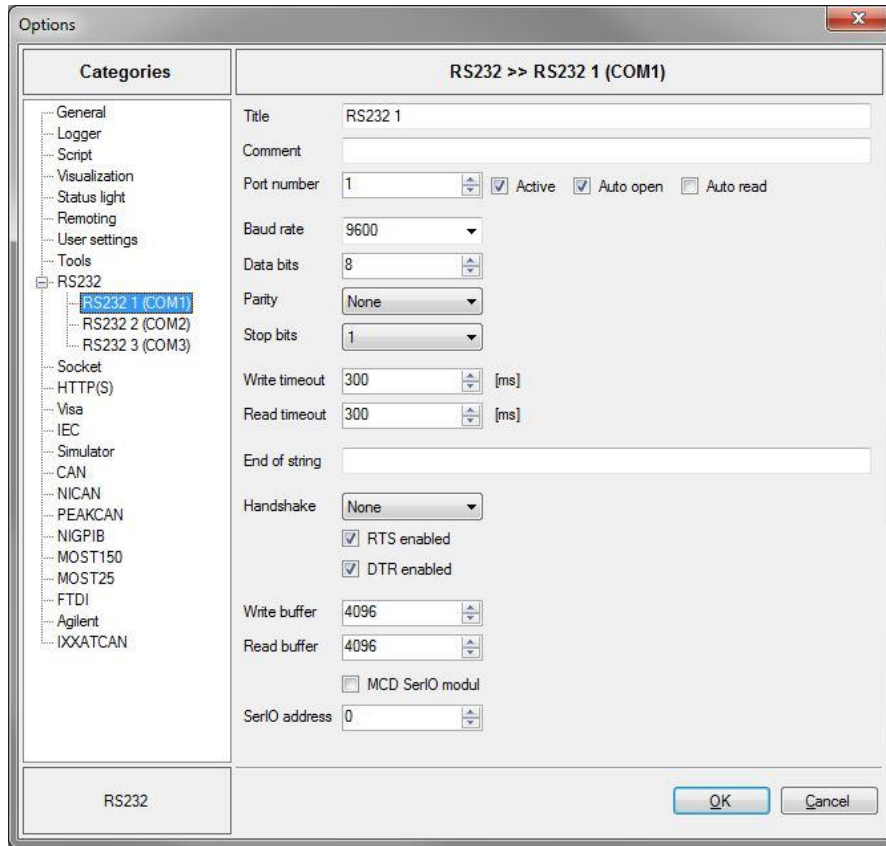 Options
Categories
General
Logger
Script
Visualization
Status light
Remoting
User settings
Tools
RS232
RS232 1 (COM1)
RS232 2 (COM2)
RS232 3 (COM3)
Socket
HTTP(S)
Visa
IEC
Simulator
CAN
NICAN
PEAKCAN
NIGPIB
MOST150
MOST25
FTDI
Agilent
IXXATCAN
RS232
RS232 >> RS232 1 (COM1)
Title RS232 1
Comment
Port number 1 Active Auto open Auto read
Baud rate 9600
Data bits 8
Parity None
Stop bits 1
Write timeout 300 [ms]
Read timeout 300 [ms]
End of string
Handshake None
RTS enabled
DTR enabled
Write buffer 4096
Read buffer 4096
MCD SerIO modul
SerIO address 0
OK Cancel